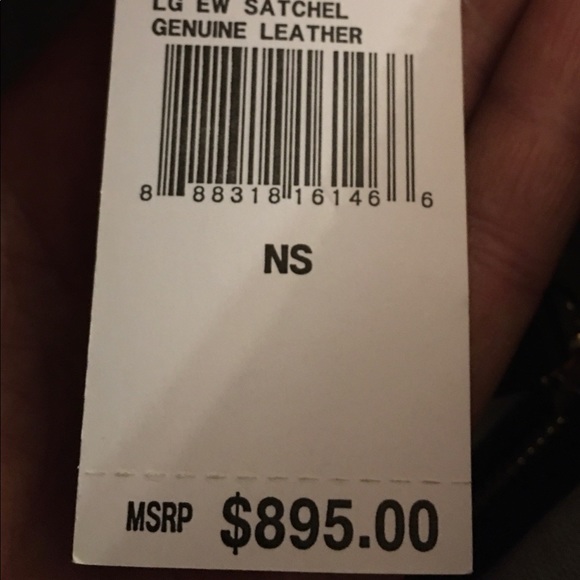 LG EW SATCHEL
GENUINE LEATHER
8 88318 16146 6
NS
MSRP $895.00